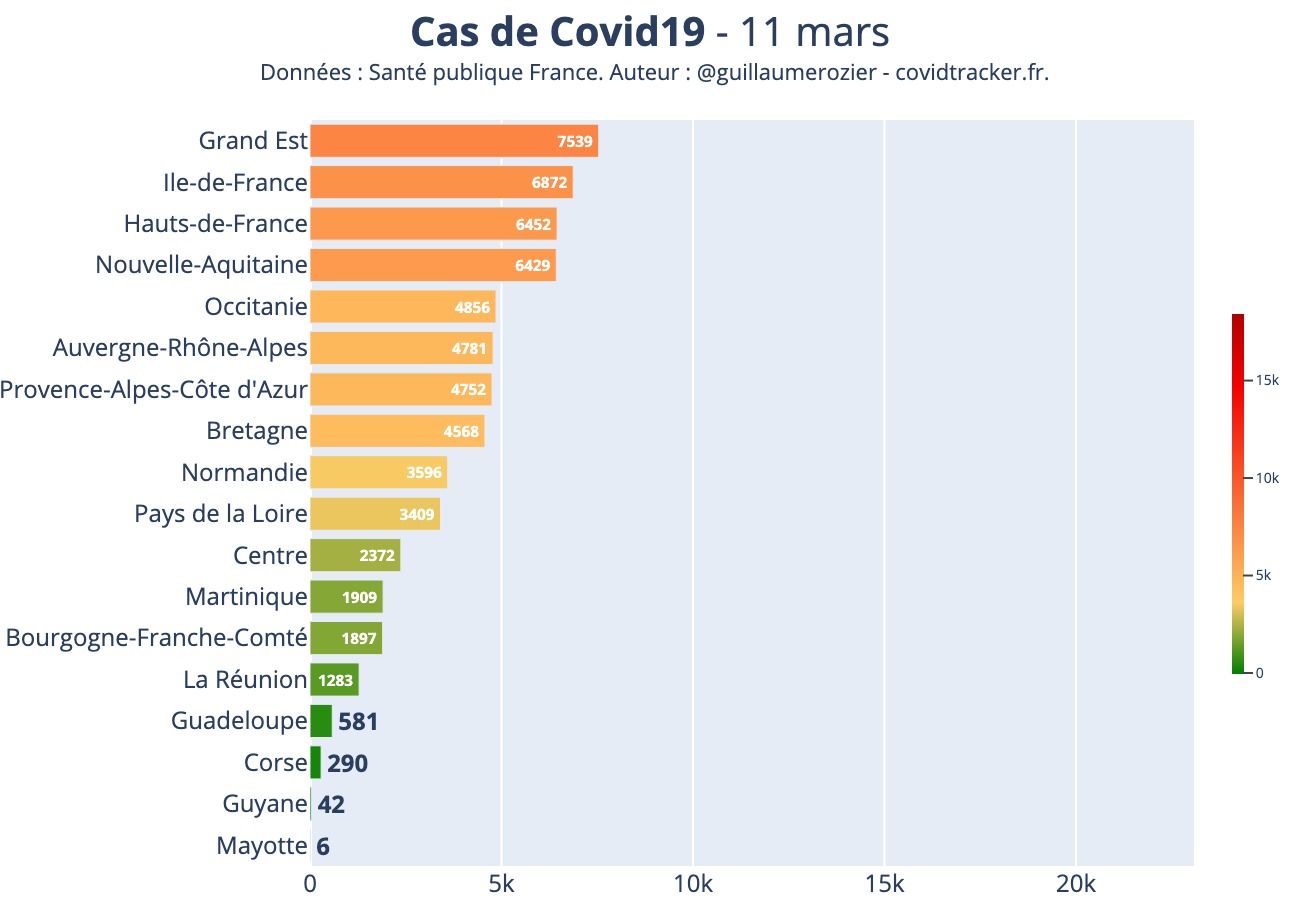 Cas de Covid19 - 11 mars
Données : Santé publique France. Auteur : @guillaumerozier - covidtracker.fr.
Grand Est 7539
Ile-de-France 6872
Hauts-de-France 6452
Nouvelle-Aquitaine 6429
Occitanie 4856
Auvergne-Rhône-Alpes 4781
Provence-Alpes-Côte d'Azur 4752
Bretagne 4568
Normandie 3596
Pays de la Loire 3409
Centre 2372
Martinique 1909
Bourgogne-Franche-Comté 1897
La Réunion 1283
Guadeloupe 581
Corse 290
Guyane 42
Mayotte 6
0 5k 10k 15k 20k
15k
10k
5k
0